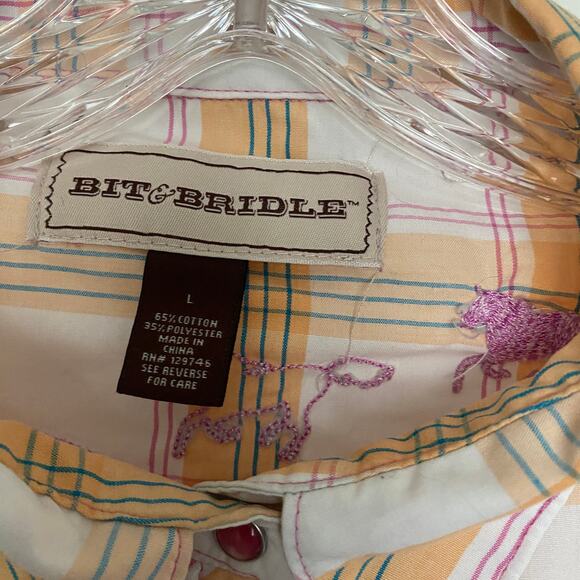 BIT & BRIDLE™
L
65% COTTON
35% POLYESTER
MADE IN
CHINA
RN# 129746
SEE REVERSE
FOR CARE